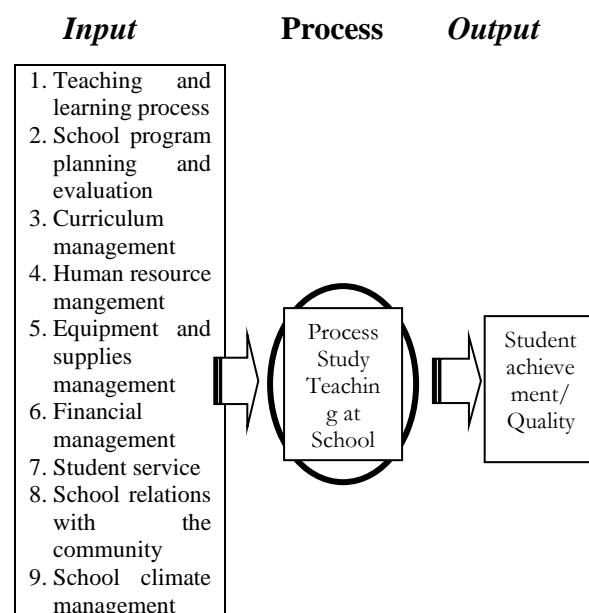 Input Process Output
1. Teaching and
learning process
2. School program
planning and
evaluation
3. Curriculum
management
4. Human resource
mangement
5. Equipment and
supplies
management
6. Financial
management
7. Student service
8. School relations
with the
community
9. School climate
management
Process
Study
Teachin
g at
School
Student
achieve
ment/
Quality